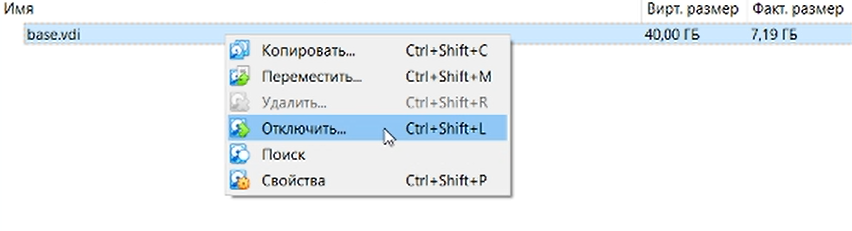 Имя Вирт. размер Факт. размер
base.vdi 40,00 ГБ 7,19 ГБ
Копировать... Ctrl+Shift+C
Переместить... Ctrl+Shift+M
Удалить... Ctrl+Shift+R
Отключить... Ctrl+Shift+L
Поиск
Свойства Ctrl+Shift+P